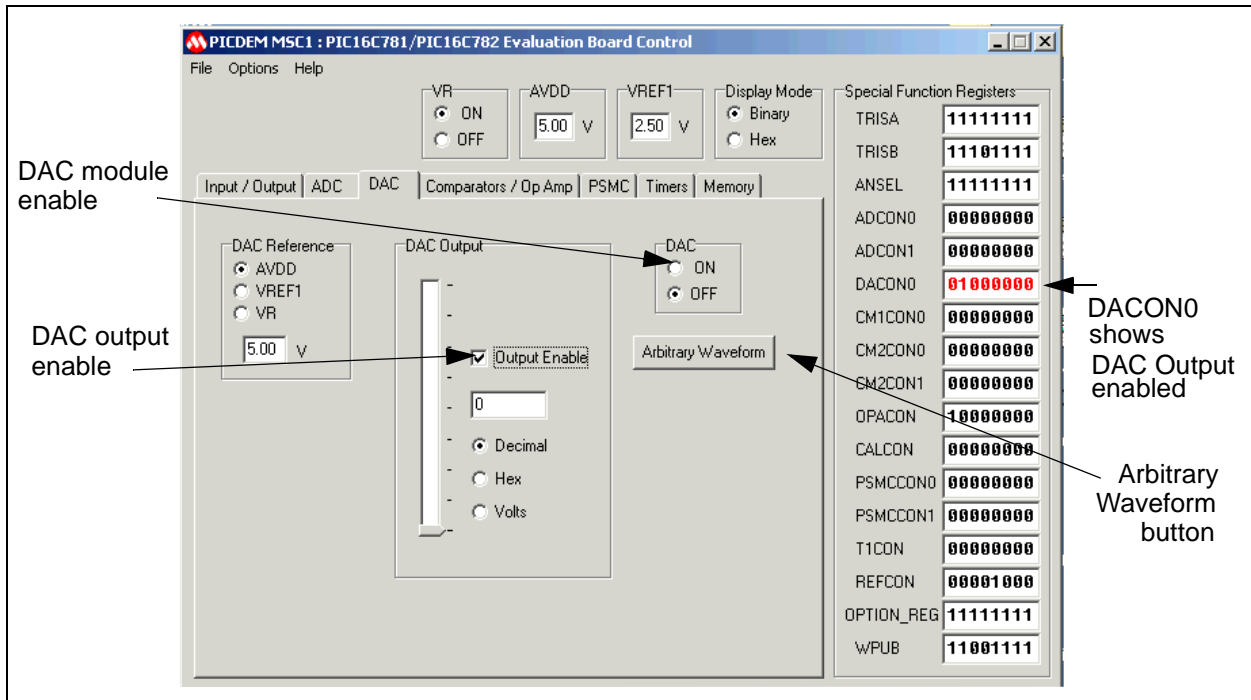 PICDEM MSC1 : PIC16C781/PIC16C782 Evaluation Board Control
File Options Help
VR
ON
OFF
AVDD
5.00 V
VREF1
2.50 V
Display Mode
Binary
Hex
Input / Output ADC DAC Comparators / Op Amp PSMC Timers Memory
DAC module
enable
DAC Reference
AVDD
VREF1
VR
5.00 V
DAC output
enable
DAC Output
Output Enable
0
Decimal
Hex
Volts
DAC
ON
OFF
Arbitrary Waveform
Special Function Registers
TRISA 11111111
TRISB 11101111
ANSEL 11111111
ADCON0 00000000
ADCON1 00000000
DACON0 01000000
CM1CON0 00000000
CM2CON0 00000000
CM2CON1 00000000
OPACON 10000000
CALCON 00000000
PSMCCON0 00000000
PSMCCON1 00000000
T1CON 00000000
REFCON 00001000
OPTION_REG 11111111
WPUB 11001111
DACON0
shows
DAC Output
enabled
Arbitrary
Waveform
button